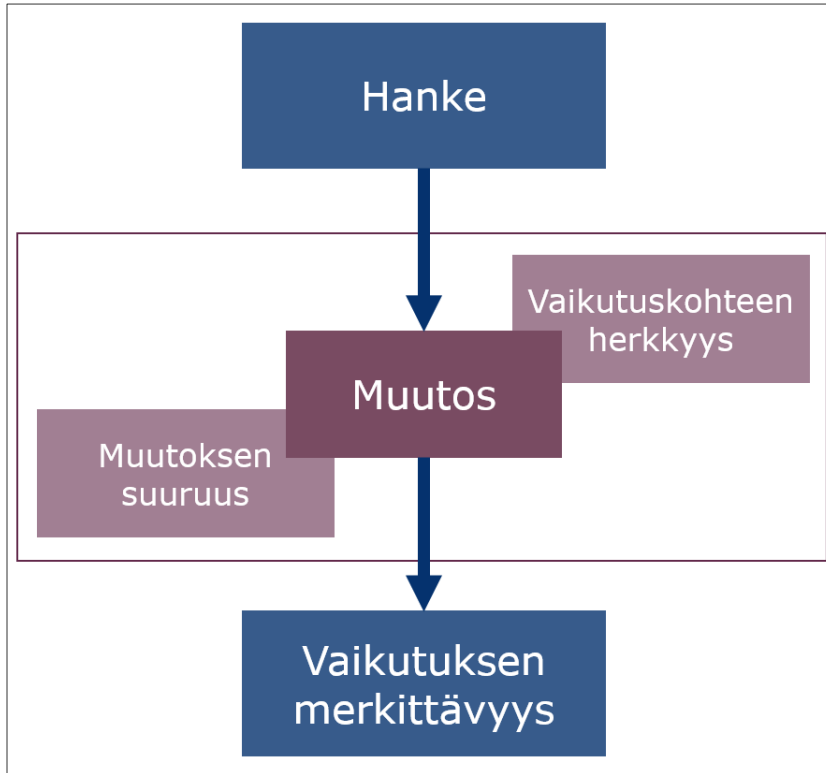 Hanke
Vaikutuskohteen
herkkyys
Muutos
Muutoksen
suuruus
Vaikutuksen
merkittävyys